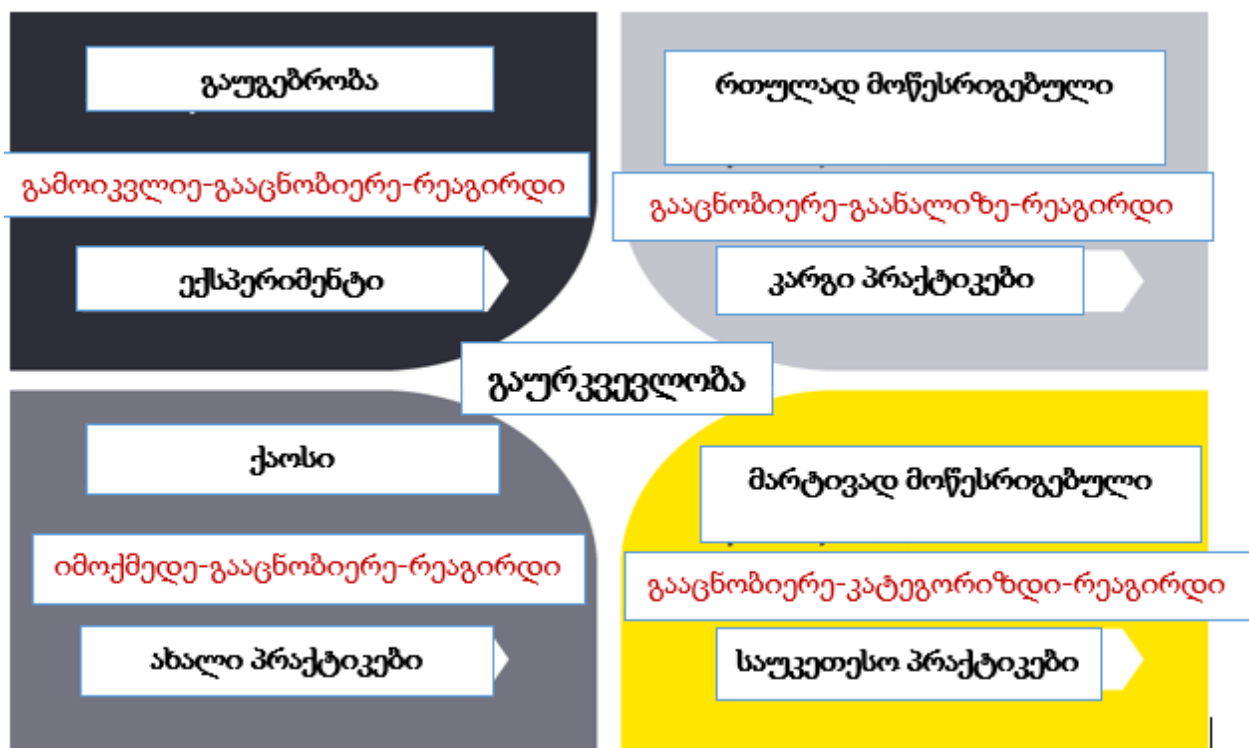 გაუგებრობა
გამოიკვლიე-გააცნობიერე-რეაგირდი
ექსპერიმენტი
რთულად მოწესრიგებული
გააცნობიერე-გაანალიზე-რეაგირდი
კარგი პრაქტიკები
გაურკვევლობა
ქაოსი
იმოქმედე-გააცნობიერე-რეაგირდი
ახალი პრაქტიკები
მარტივად მოწესრიგებული
გააცნობიერე-კატეგორიზდი-რეაგირდი
საუკეთესო პრაქტიკები